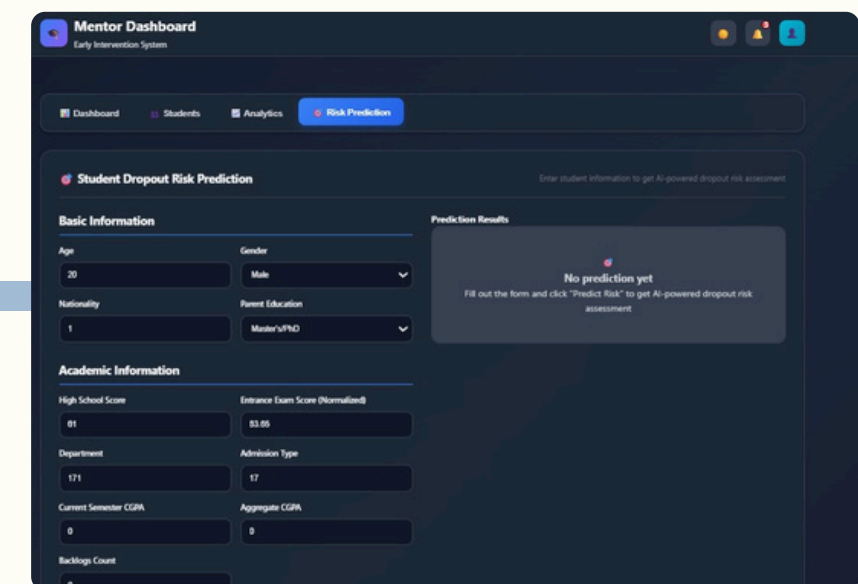 Mentor Dashboard
Early Intervention System
Dashboard
Students
Analytics
Risk Prediction
Student Dropout Risk Prediction
Enter student information to get AI-powered dropout risk assessment
Basic Information
Age
Gender
20
Male
Nationality
Parent Education
1
Master's/PhD
Academic Information
High School Score
Entrance Exam Score (Normalized)
61
53.65
Department
Admission Type
171
17
Current Semester CGPA
Aggregate CGPA
0
0
Backlogs Count
Prediction Results
No prediction yet
Fill out the form and click "Predict Risk" to get AI-powered dropout risk
assessment